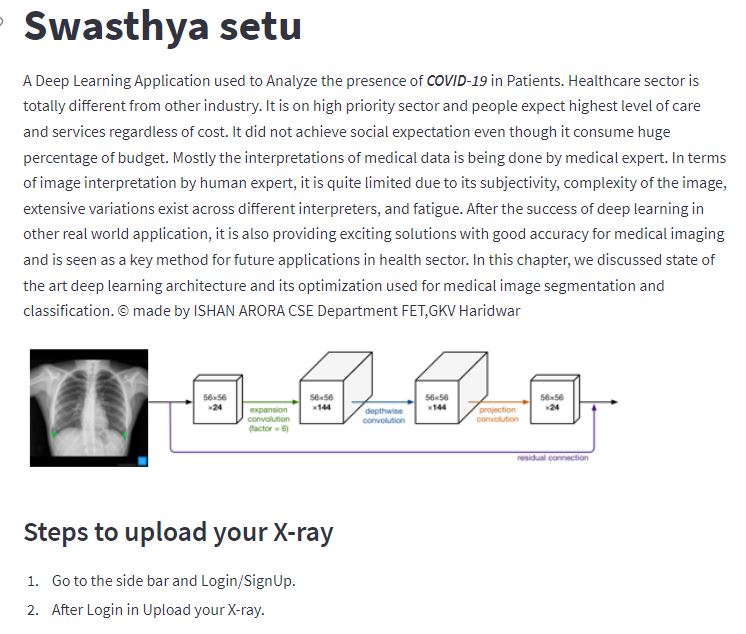 Swasthya setu
A Deep Learning Application used to Analyze the presence of COVID-19 in Patients. Healthcare sector is
totally different from other industry. It is on high priority sector and people expect highest level of care
and services regardless of cost. It did not achieve social expectation even though it consume huge
percentage of budget. Mostly the interpretations of medical data is being done by medical expert. In terms
of image interpretation by human expert, it is quite limited due to its subjectivity, complexity of the image,
extensive variations exist across different interpreters, and fatigue. After the success of deep learning in
other real world application, it is also providing exciting solutions with good accuracy for medical imaging
and is seen as a key method for future applications in health sector. In this chapter, we discussed state of
the art deep learning architecture and its optimization used for medical image segmentation and
classification. © made by ISHAN ARORA CSE Department FET,GKV Haridwar
56×56
×24
expansion
convolution
(factor = 6)
56×56
×144
depthwise
convolution
56×56
×144
projection
convolution
56×56
×24
residual connection
Steps to upload your X-ray
1. Go to the side bar and Login/SignUp.
2. After Login in Upload your X-ray.